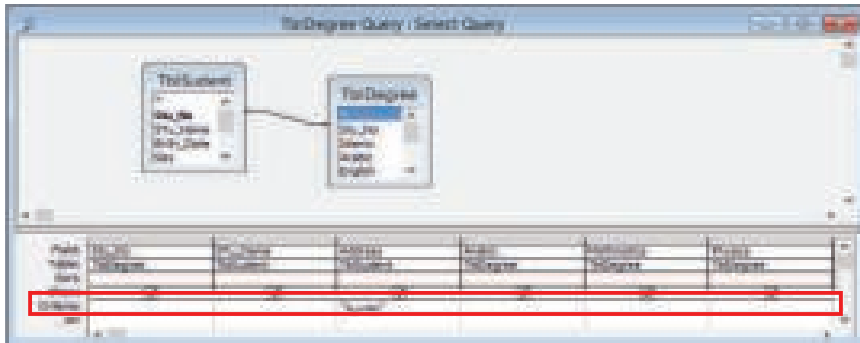 TblDegree Query : Select Query
TblStudent
*
Stu_No
Stu_Name
Birth_Date
Sex
TblDegree
Stu_No
Islamic
Arabic
English
Field: Stu_No Stu_Name Address Arabic Mathematics Physics
Table: TblDegree TblStudent TblStudent TblDegree TblDegree TblDegree
Sort:
Show:
Criteria:
or: